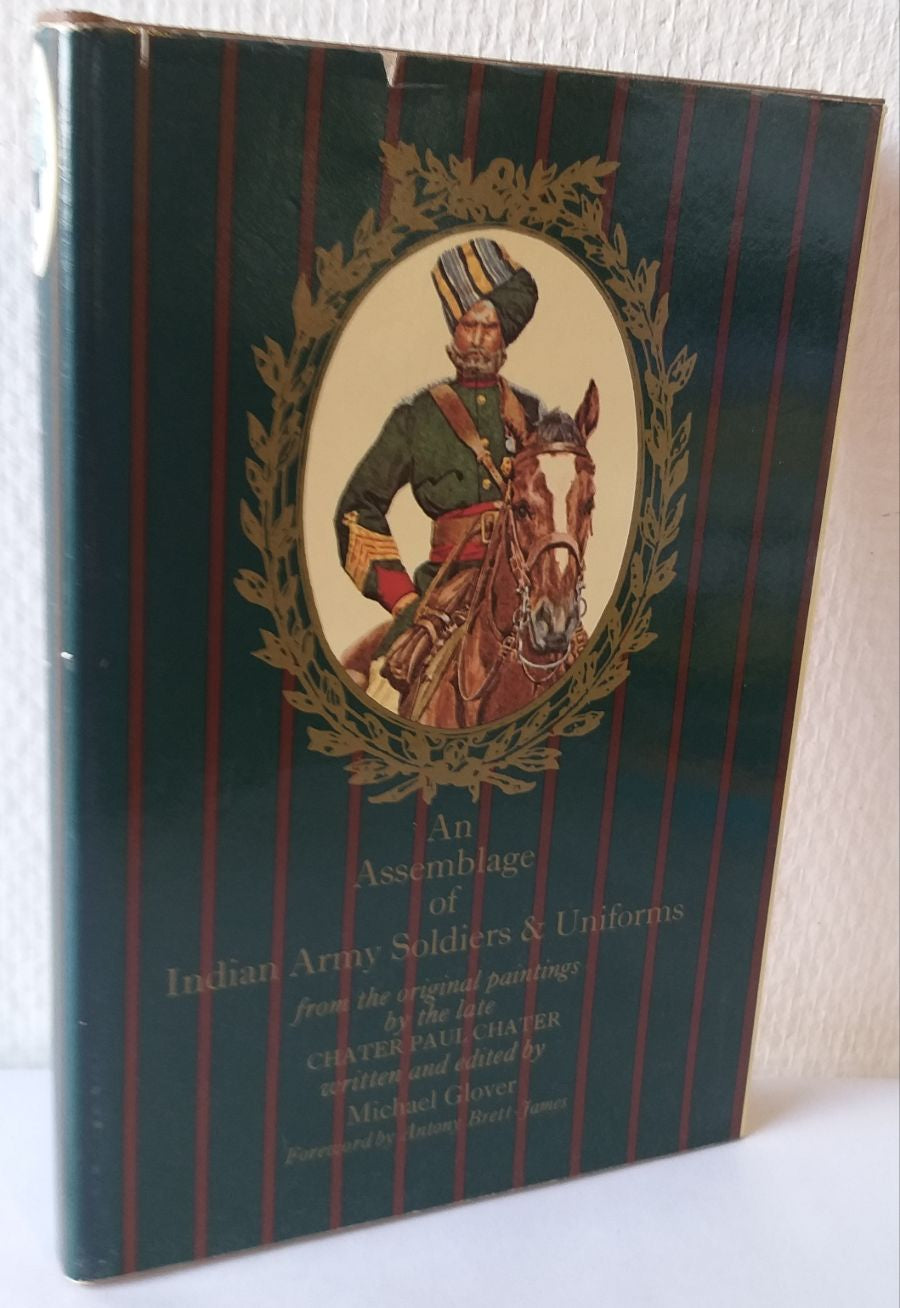 An
Assemblage
of
Indian Army Soldiers & Uniforms
from the original paintings
by the late
CHATER PAUL CHATER
written and edited by
Michael Glover
Foreword by Antony Brett-James